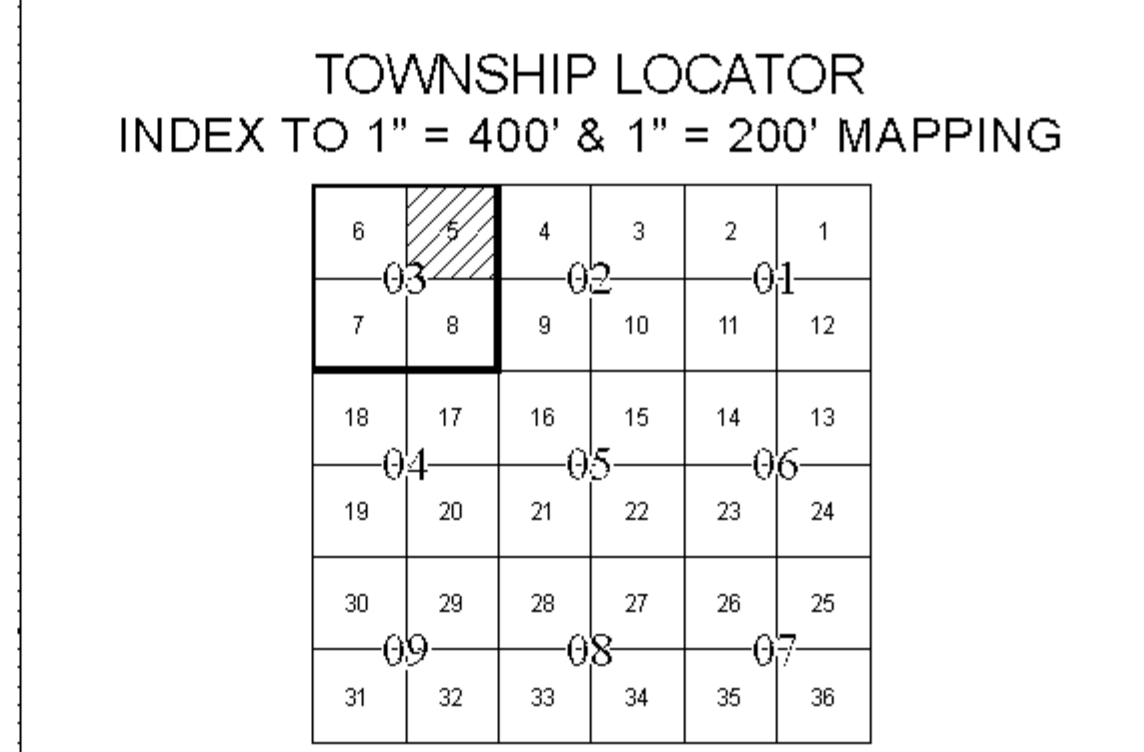 TOWNSHIP LOCATOR
INDEX TO 1" = 400' & 1" = 200' MAPPING
6 5 4 3 2 1
03 02 01
7 8 9 10 11 12
18 17 16 15 14 13
04 05 06
19 20 21 22 23 24
30 29 28 27 26 25
09 08 07
31 32 33 34 35 36